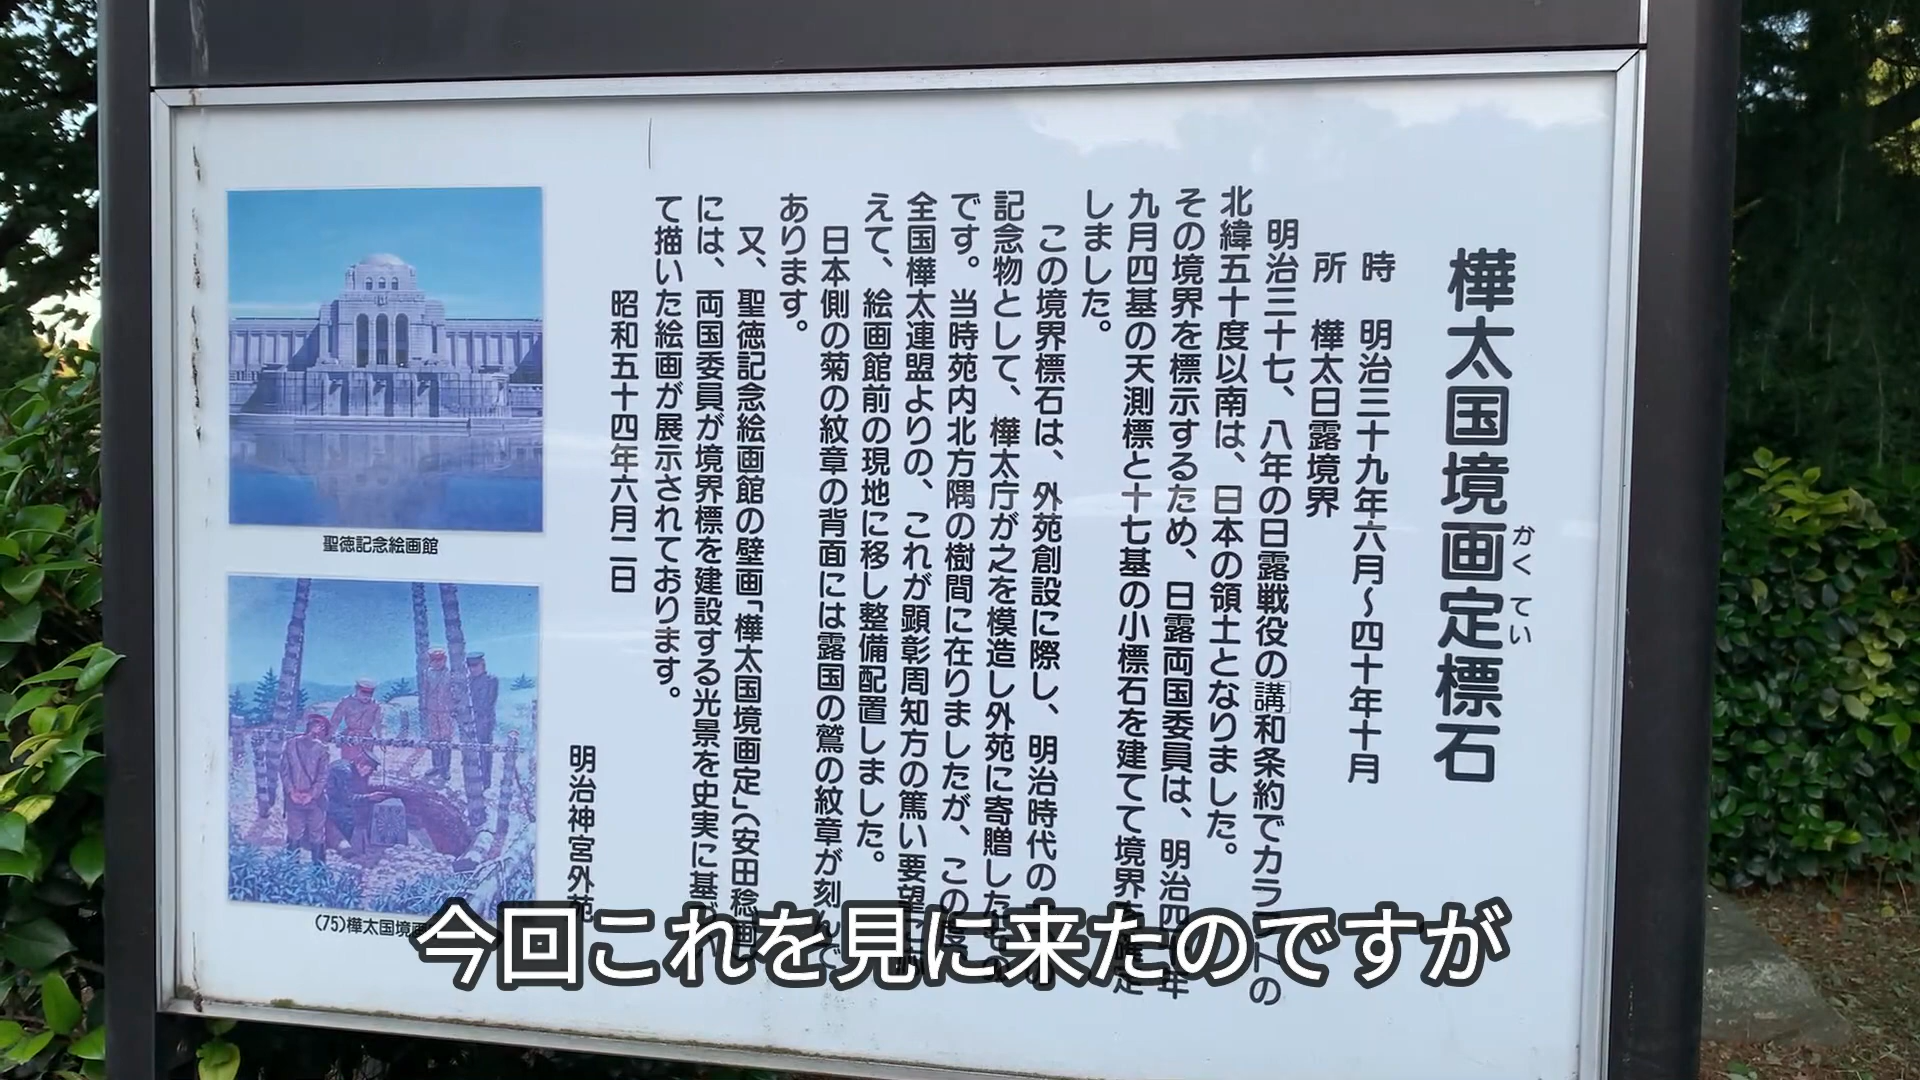 樺太国境画定標石
かくてい
時　明治三十九年六月～四十年十月
所　樺太日露境界
明治三十七、八年の日露戦役の講和条約でカラフトの
北緯五十度以南は、日本の領土となりました。
その境界を標示するため、日露両国委員は、明治四十年
九月四基の天測標と十七基の小標石を建てて境界を確定
しました。
この境界標石は、外苑創設に際し、明治時代の
記念物として、樺太庁が之を模造し外苑に寄贈したもの
です。当時苑内北方隅の樹間に在りましたが、この度
全国樺太連盟よりの、これが顕彰周知方の篤い要望
えて、絵画館前の現地に移し整備配置しました。
日本側の菊の紋章の背面には露国の鷲の紋章が刻んで
あります。
又、聖徳記念絵画館の壁画「樺太国境画定」（安田稔画）
には、両国委員が境界標を建設する光景を史実に基
て描いた絵画が展示されております。
昭和五十四年六月二日
明治神宮外苑
聖徳記念絵画館
(75)樺太国境画
今回これを見に来たのですが